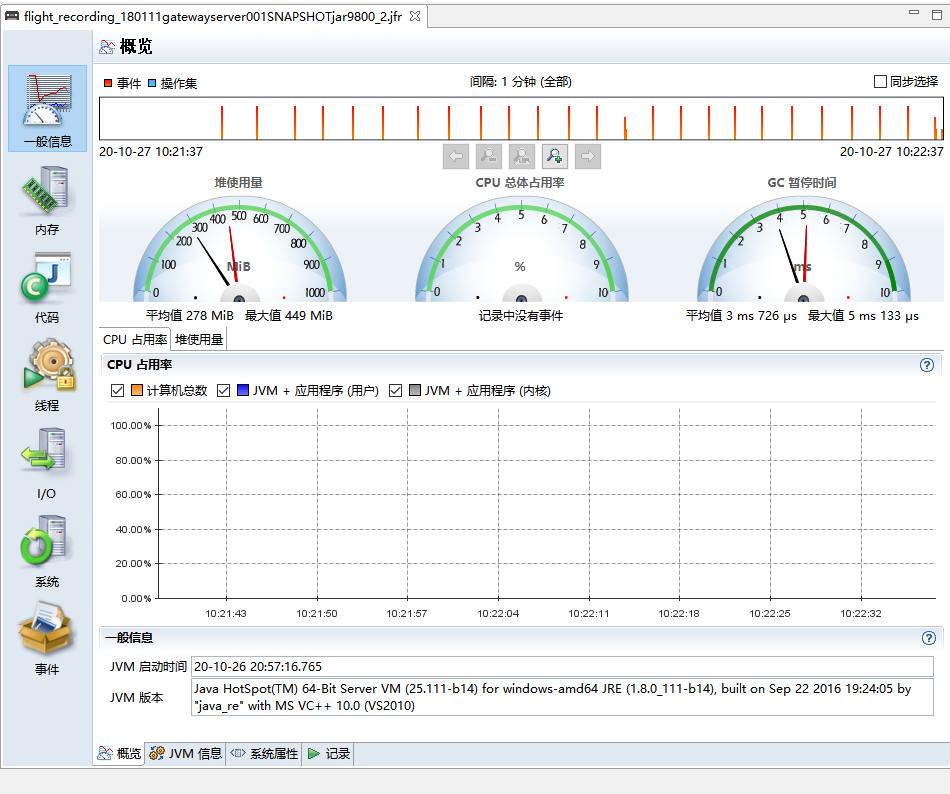 flight_recording_180111gatewayserver001SNAPSHOTjar9800_2.jfr
概览
事件 操作集 间隔: 1 分钟 (全部) 同步选择
20-10-27 10:21:37 20-10-27 10:22:37
堆使用量 CPU 总体占用率 GC 暂停时间
0 100 200 300 400 500 600 700 800 900 1000 MiB
0 1 2 3 4 5 6 7 8 9 10 %
0 1 2 3 4 5 6 7 8 9 10 ms
平均值 278 MiB 最大值 449 MiB 记录中没有事件 平均值 3 ms 726 µs 最大值 5 ms 133 µs
CPU 占用率 堆使用量
CPU 占用率
计算机总数 JVM + 应用程序 (用户) JVM + 应用程序 (内核)
100.00%
80.00%
60.00%
40.00%
20.00%
0.00%
10:21:43 10:21:50 10:21:57 10:22:04 10:22:11 10:22:18 10:22:25 10:22:32
一般信息
JVM 启动时间 20-10-26 20:57:16.765
JVM 版本 Java HotSpot(TM) 64-Bit Server VM (25.111-b14) for windows-amd64 JRE (1.8.0_111-b14), built on Sep 22 2016 19:24:05 by
"java_re" with MS VC++ 10.0 (VS2010)
概览 JVM 信息 系统属性 记录
一般信息
内存
代码
线程
I/O
系统
事件